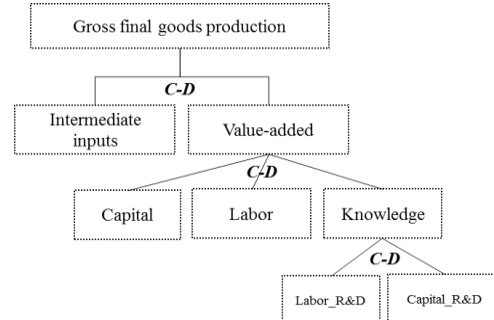 Gross final goods production
C-D
Intermediate
inputs
Value-added
C-D
Capital
Labor
Knowledge
C-D
Labor_R&D
Capital_R&D